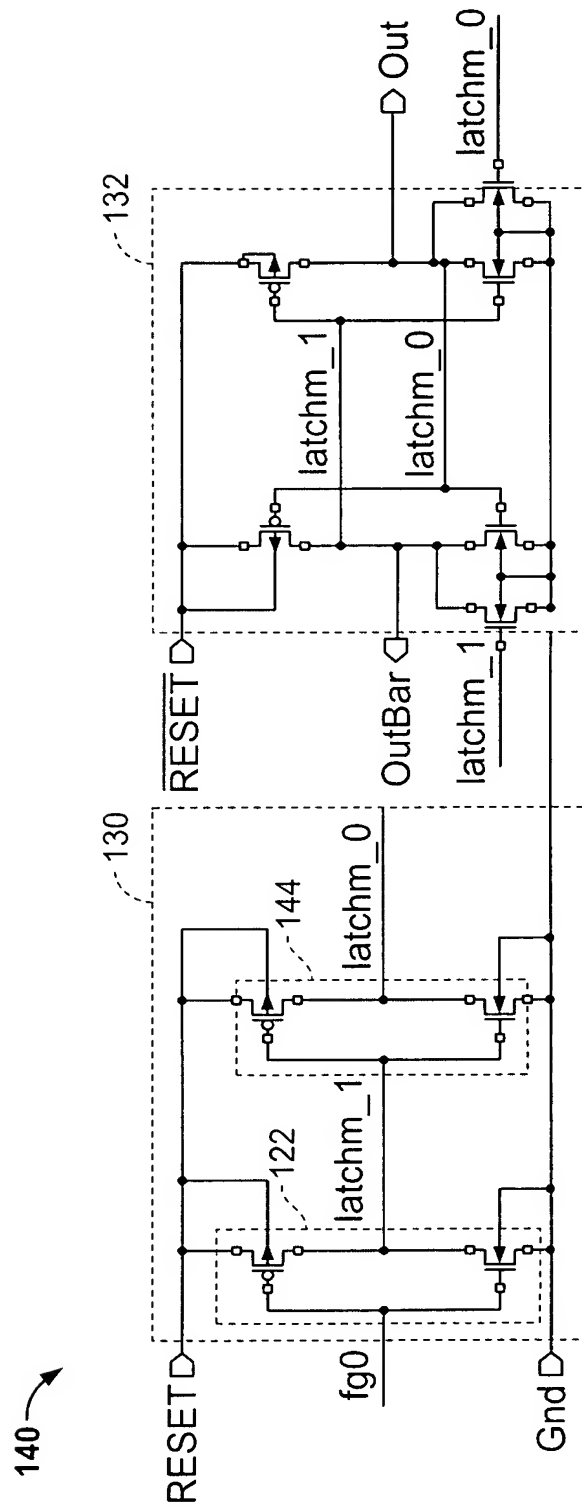 140
RESET
fg0
Gnd
130
122
latchm_1
144
latchm_0
RESET
OutBar
latchm_1
132
latchm_1
latchm_0
Out
latchm_0